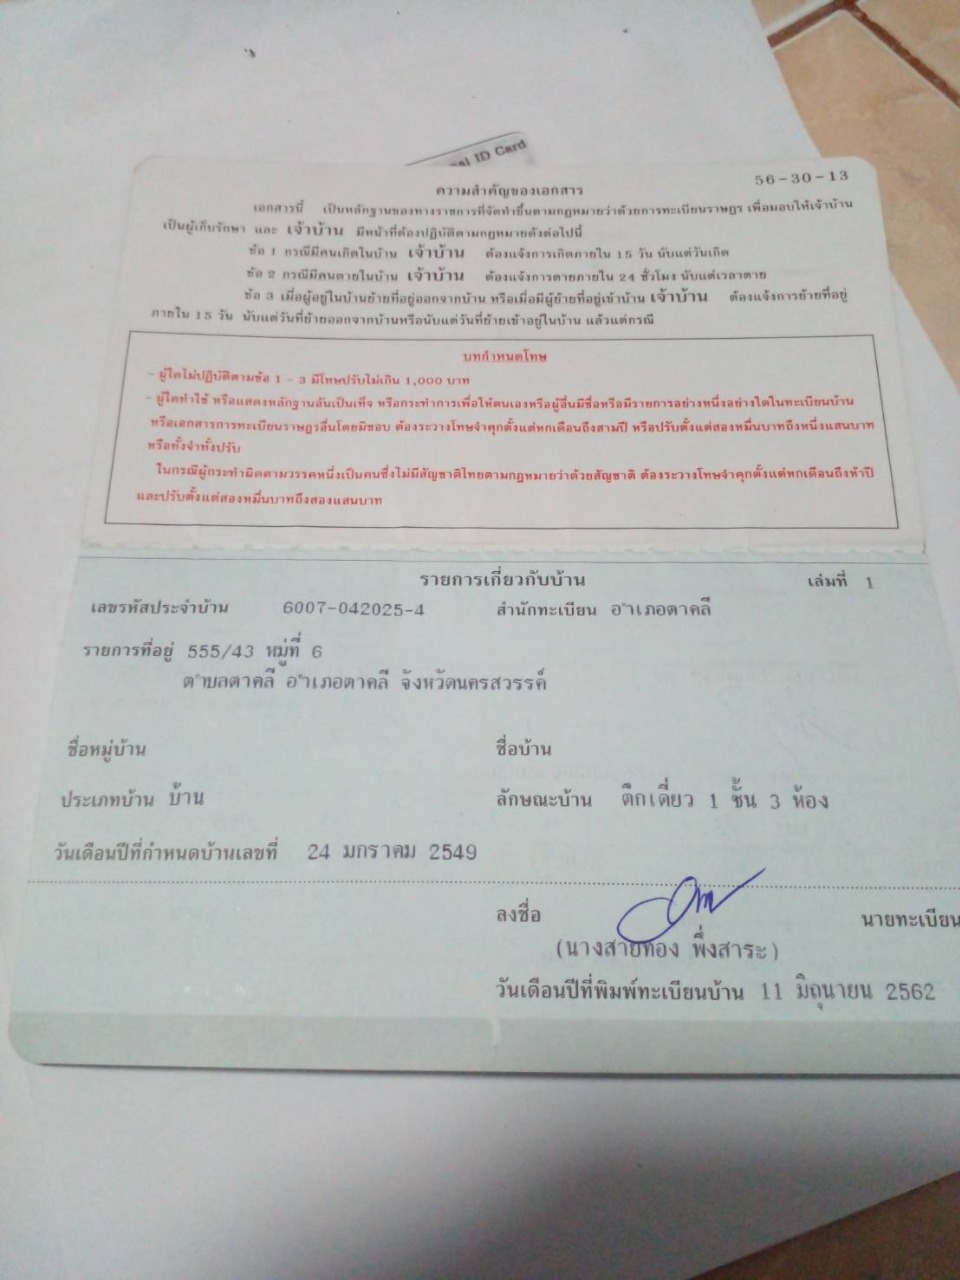 nal ID Card
56-30-13
ความสำคัญของเอกสาร
เอกสารนี้ เป็นหลักฐานของทางราชการที่จัดทำขึ้นตามกฎหมายว่าด้วยการทะเบียนราษฎร เพื่อมอบให้เจ้าบ้าน
เป็นผู้เก็บรักษา และ เจ้าบ้าน มีหน้าที่ต้องปฏิบัติตามกฎหมายดังต่อไปนี้
ข้อ 1 กรณีมีคนเกิดในบ้าน เจ้าบ้าน ต้องแจ้งการเกิดภายใน 15 วัน นับแต่วันเกิด
ข้อ 2 กรณีมีคนตายในบ้าน เจ้าบ้าน ต้องแจ้งการตายภายใน 24 ชั่วโมง นับแต่เวลาตาย
ข้อ 3 เมื่อผู้อยู่ในบ้านย้ายที่อยู่ออกจากบ้าน หรือเมื่อมีผู้ย้ายที่อยู่เข้าบ้าน เจ้าบ้าน ต้องแจ้งการย้ายที่อยู่
ภายใน 15 วัน นับแต่วันที่ย้ายออกจากบ้านหรือนับแต่วันที่ย้ายเข้าอยู่ในบ้าน แล้วแต่กรณี
บทกำหนดโทษ
- ผู้ใดไม่ปฏิบัติตามข้อ 1 - 3 มีโทษปรับไม่เกิน 1,000 บาท
- ผู้ใดทำ ใช้ หรือแสดงหลักฐานอันเป็นเท็จ หรือกระทำการเพื่อให้ตนเองหรือผู้อื่นมีชื่อหรือมีรายการอย่างหนึ่งอย่างใดในทะเบียนบ้าน
หรือเอกสารการทะเบียนราษฎรอื่นโดยมิชอบ ต้องระวางโทษจำคุกตั้งแต่หกเดือนถึงสามปี หรือปรับตั้งแต่สองหมื่นบาทถึงหนึ่งแสนบาท
หรือทั้งจำทั้งปรับ
ในกรณีผู้กระทำผิดตามวรรคหนึ่งเป็นคนซึ่งไม่มีสัญชาติไทยตามกฎหมายว่าด้วยสัญชาติ ต้องระวางโทษจำคุกตั้งแต่หกเดือนถึงห้าปี
และปรับตั้งแต่สองหมื่นบาทถึงสองแสนบาท
รายการเกี่ยวกับบ้าน เล่มที่ 1
เลขรหัสประจำบ้าน 6007-042025-4 สำนักทะเบียน อำเภอตาคลี
รายการที่อยู่ 555/43 หมู่ที่ 6
ตำบลตาคลี อำเภอตาคลี จังหวัดนครสวรรค์
ชื่อหมู่บ้าน ชื่อบ้าน
ประเภทบ้าน บ้าน ลักษณะบ้าน ตึกเดี่ยว 1 ชั้น 3 ห้อง
วันเดือนปีที่กำหนดบ้านเลขที่ 24 มกราคม 2549
ลงชื่อ นายทะเบียน
(นางสายทอง พึ่งสาระ)
วันเดือนปีที่พิมพ์ทะเบียนบ้าน 11 มิถุนายน 2562